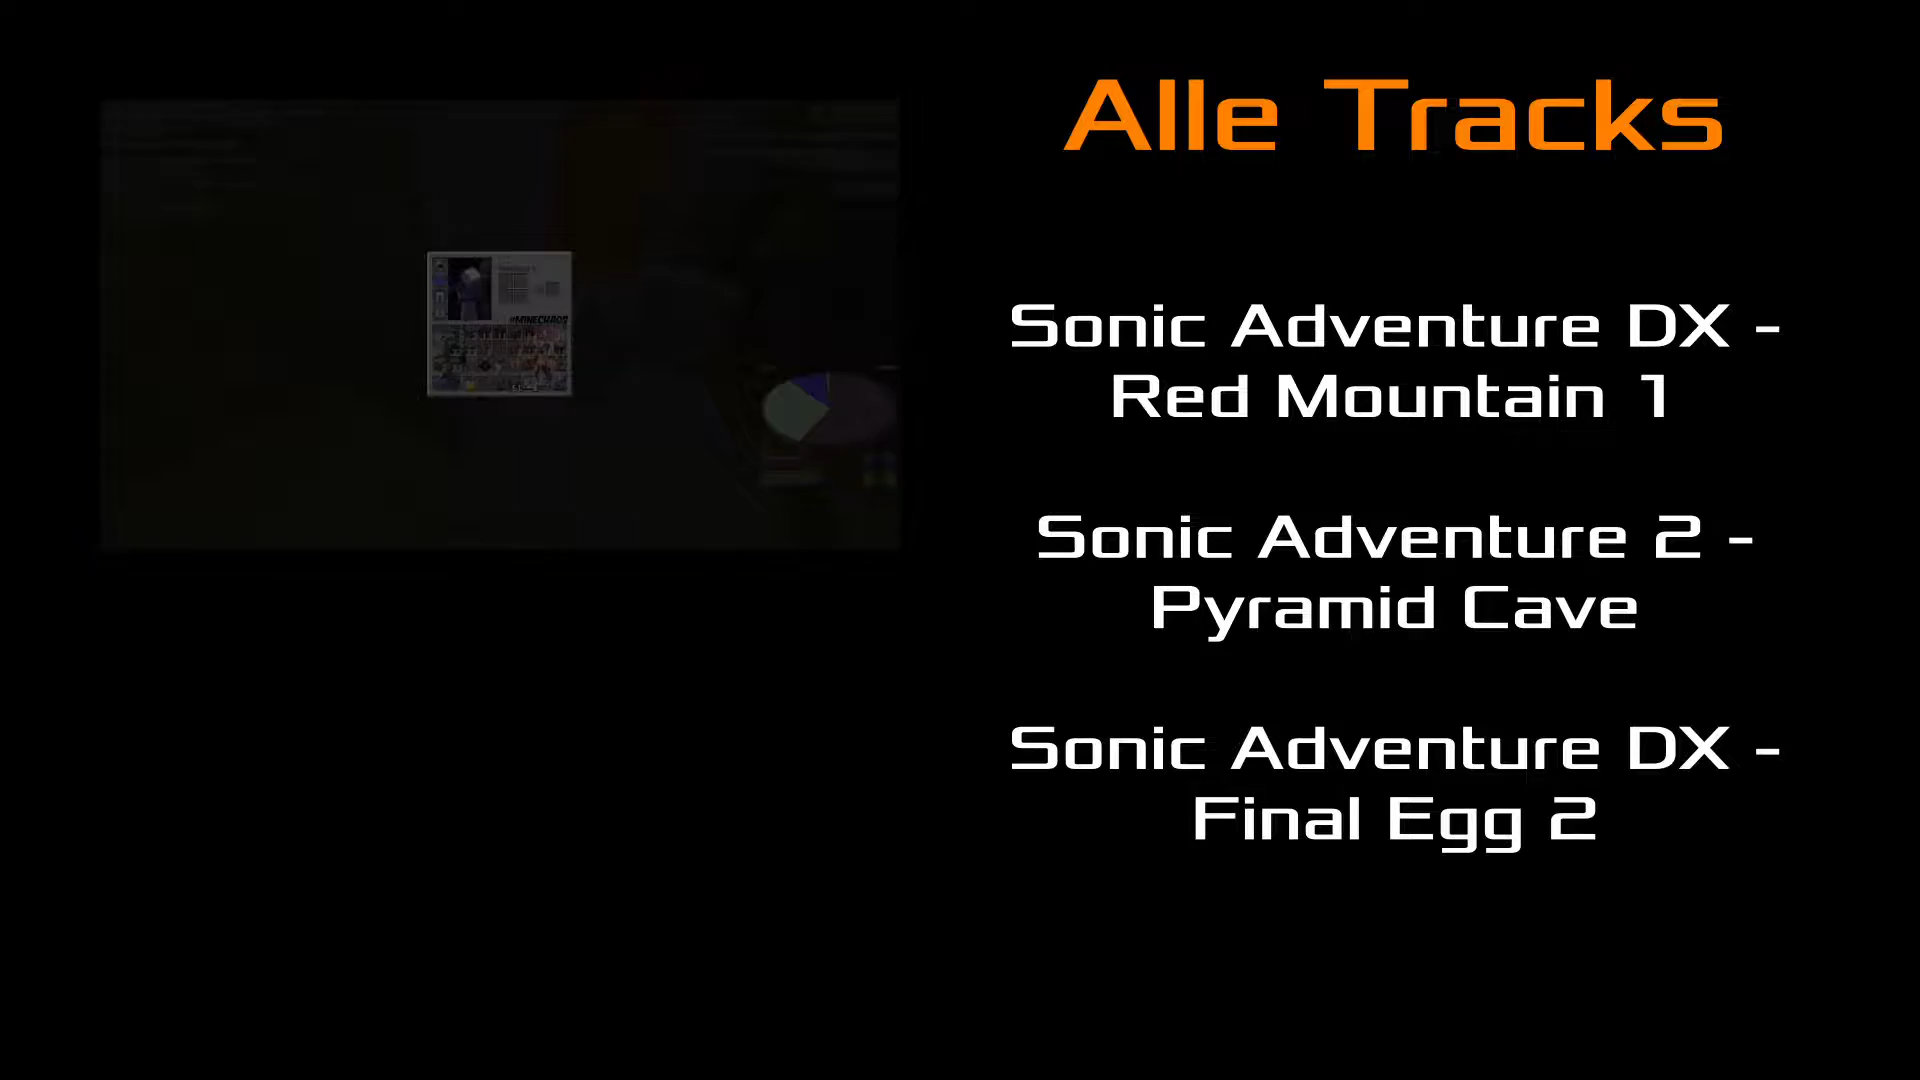 Alle Tracks
#MINECHAOS
Sonic Adventure DX -
Red Mountain 1
Sonic Adventure 2 -
Pyramid Cave
Sonic Adventure DX -
Final Egg 2